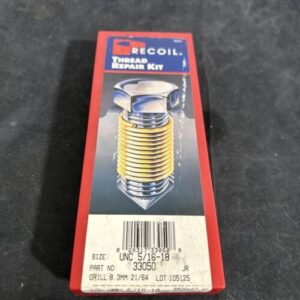 RECOIL®
THREAD
REPAIR KIT
SIZE: UNC 5/16-18
PART NO 33050 JR
DRILL 8.3MM 21/64 LOT 105125